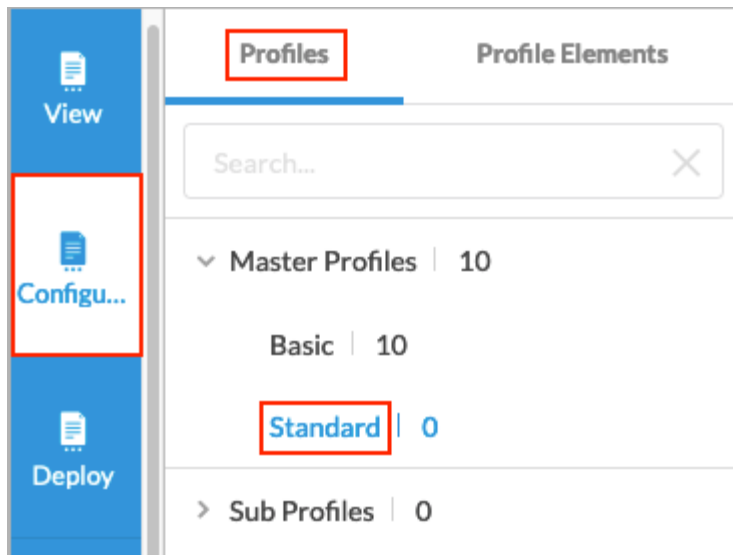 View
Configu...
Deploy
Profiles Profile Elements
Search...
Master Profiles 10
Basic 10
Standard 0
Sub Profiles 0